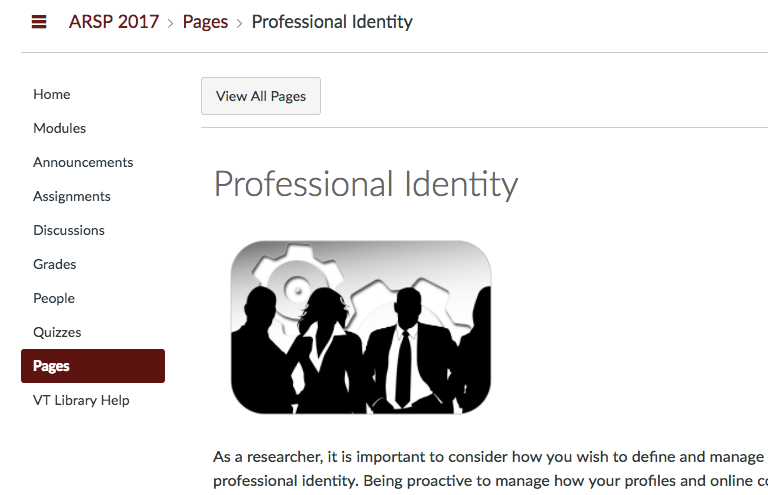 ARSP 2017 › Pages › Professional Identity
Home
Modules
Announcements
Assignments
Discussions
Grades
People
Quizzes
Pages
VT Library Help
View All Pages
Professional Identity
As a researcher, it is important to consider how you wish to define and manage
professional identity. Being proactive to manage how your profiles and online